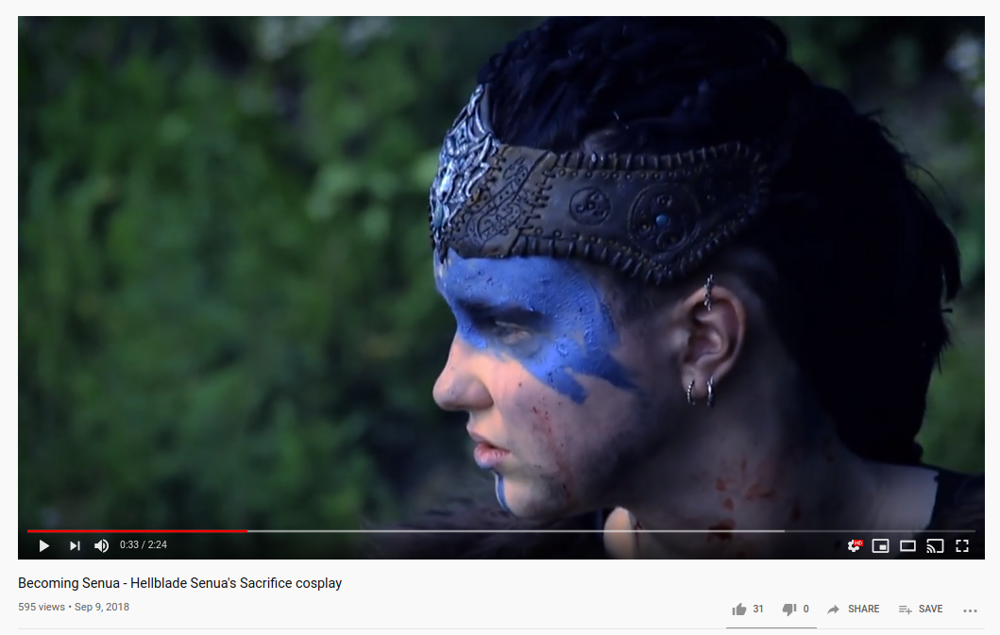 0:33 / 2:24
HD
Becoming Senua - Hellblade Senua's Sacrifice cosplay
595 views • Sep 9, 2018
31
0
SHARE
SAVE